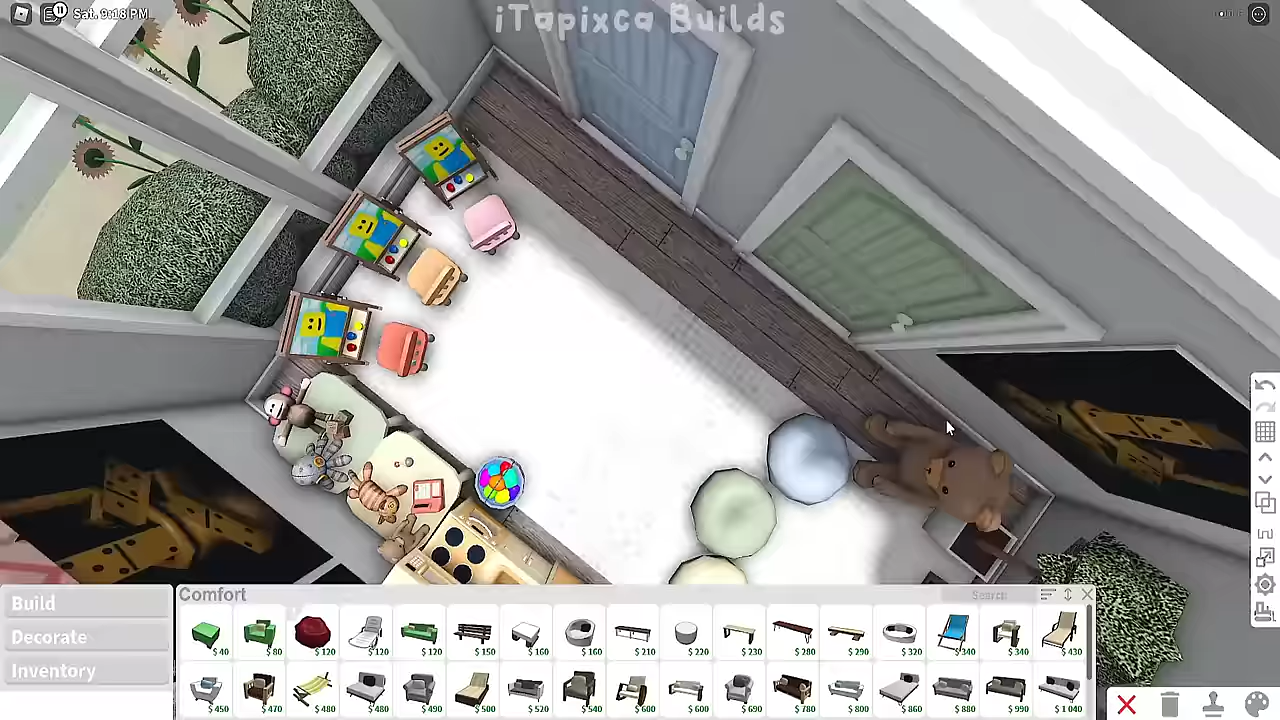 Sat. 9:18 PM
iTapixca Builds
Build
Decorate
Inventory
Comfort
Search
$40 $80 $120 $120 $120 $150 $160 $160 $210 $220 $230 $280 $290 $320 $340 $340 $430
$450 $470 $480 $480 $490 $500 $520 $540 $600 $600 $690 $780 $800 $860 $880 $990 $1 040